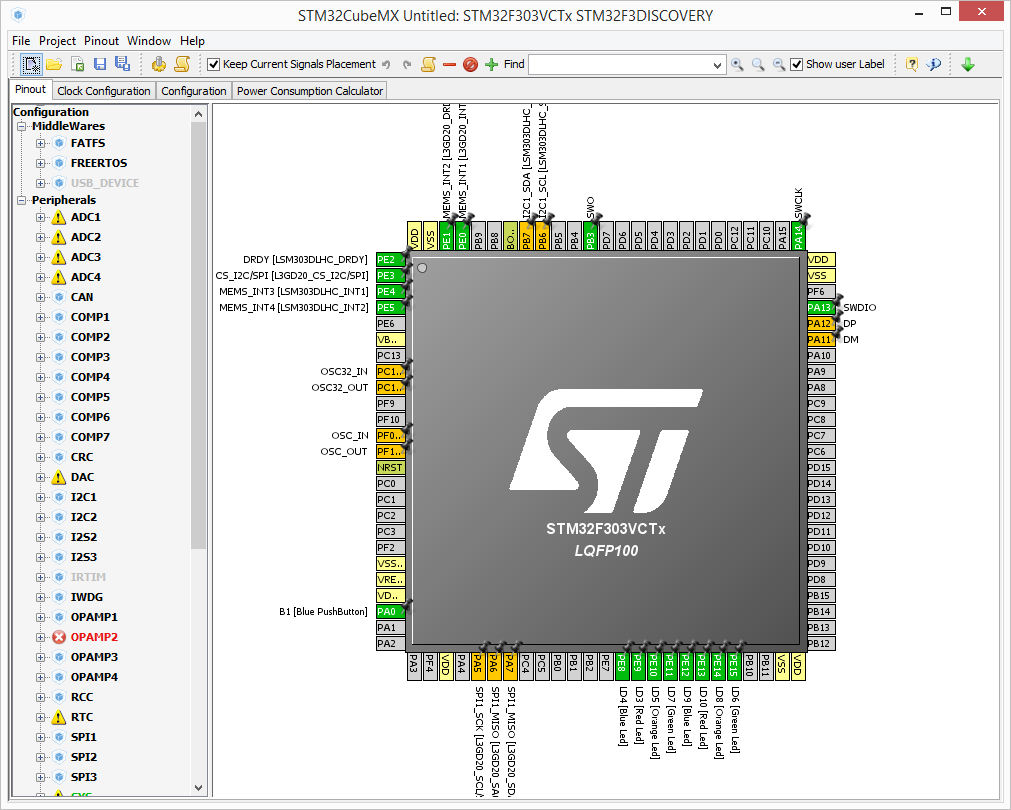 STM32CubeMX Untitled: STM32F303VCTx STM32F3DISCOVERY
File Project Pinout Window Help
Keep Current Signals Placement Find Show user Label
Pinout Clock Configuration Configuration Power Consumption Calculator
Configuration
MiddleWares
FATFS
FREERTOS
USB_DEVICE
Peripherals
ADC1
ADC2
ADC3
ADC4
CAN
COMP1
COMP2
COMP3
COMP4
COMP5
COMP6
COMP7
CRC
DAC
I2C1
I2C2
I2S2
I2S3
IRTIM
IWDG
OPAMP1
OPAMP2
OPAMP3
OPAMP4
RCC
RTC
SPI1
SPI2
SPI3
MEMS_INT2 [L3GD20_DRD
MEMS_INT1 [L3GD20_INT
I2C1_SDA [LSM303DLHC_
I2C1_SCL [LSM303DLHC_S
SWO
SWCLK
VDD
VSS
PE1
PE0
PB9
PB8
BO..
PB7
PB6
PB5
PB4
PB3
PD7
PD6
PD5
PD4
PD3
PD2
PD1
PD0
PC12
PC11
PC10
PA15
PA14
DRDY [LSM303DLHC_DRDY] PE2
CS_I2C/SPI [L3GD20_CS_I2C/SPI] PE3
MEMS_INT3 [LSM303DLHC_INT1] PE4
MEMS_INT4 [LSM303DLHC_INT2] PE5
PE6
VB..
PC13
OSC32_IN PC1..
OSC32_OUT PC1..
PF9
PF10
OSC_IN PF0..
OSC_OUT PF1..
NRST
PC0
PC1
PC2
PC3
PF2
VSS..
VRE..
VD..
B1 [Blue PushButton] PA0
PA1
PA2
ST
STM32F303VCTx
LQFP100
VDD
VSS
PF6
PA13 SWDIO
PA12 DP
PA11 DM
PA10
PA9
PA8
PC9
PC8
PC7
PC6
PD15
PD14
PD13
PD12
PD11
PD10
PD9
PD8
PB15
PB14
PB13
PB12
PA3
PF4
VDD
PA4
PA5
PA6
PA7
PC4
PC5
PB0
PB1
PB2
PE7
PE8
PE9
PE10
PE11
PE12
PE13
PE14
PE15
PB10
PB11
VSS
VDD
SPI1_SCK [L3GD20_SCL/
SPI1_MISO [L3GD20_SA0
SPI1_MISO [L3GD20_SDA
LD4 [Blue Led]
LD3 [Red Led]
LD5 [Orange Led]
LD7 [Green Led]
LD9 [Blue Led]
LD10 [Red Led]
LD8 [Orange Led]
LD6 [Green Led]